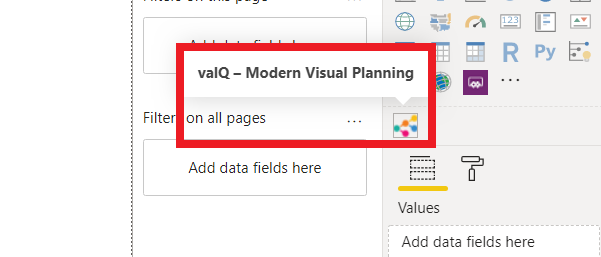 Filters on this page
...
Add data fields here
valQ – Modern Visual Planning
Filters on all pages
...
Add data fields here
123
R
Py
...
Values
Add data fields here